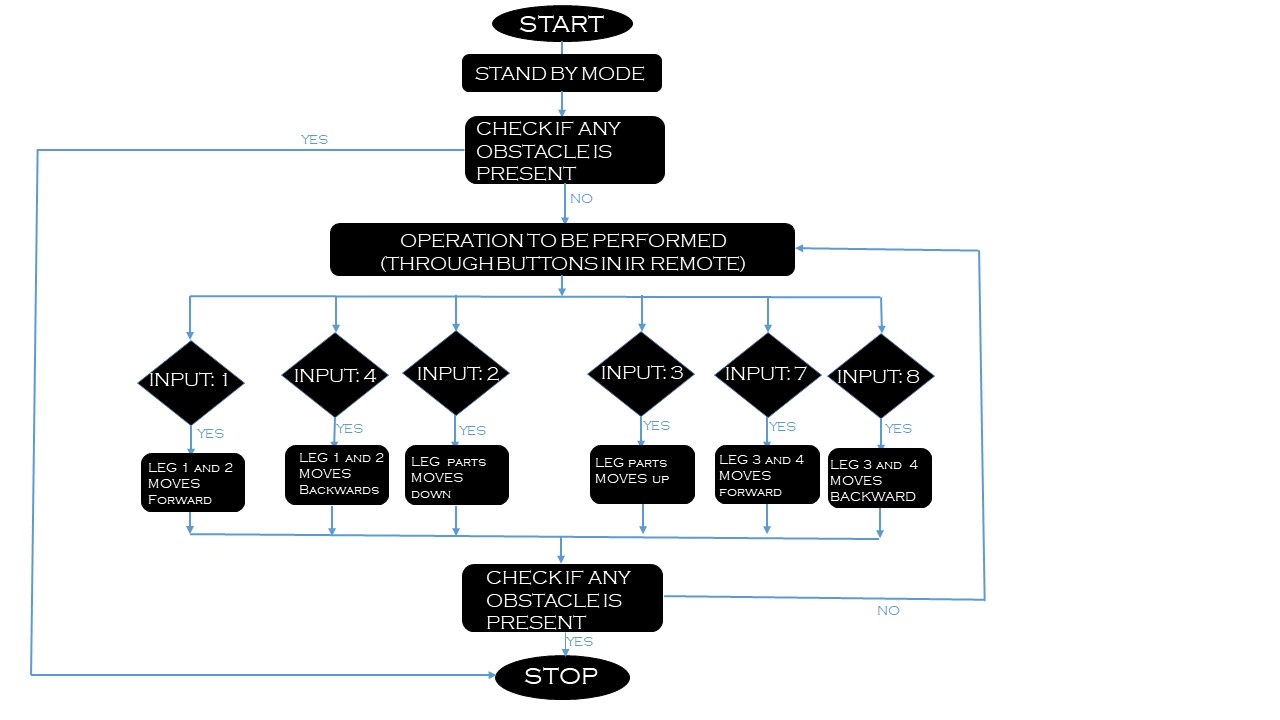 START
STAND BY MODE
CHECK IF ANY
OBSTACLE IS
PRESENT
YES
NO
OPERATION TO BE PERFORMED
(THROUGH BUTTONS IN IR REMOTE)
INPUT: 1
INPUT: 4
INPUT: 2
INPUT: 3
INPUT: 7
INPUT: 8
YES
YES
YES
YES
YES
YES
LEG 1 AND 2
MOVES
FORWARD
LEG 1 AND 2
MOVES
BACKWARDS
LEG PARTS
MOVES
DOWN
LEG PARTS
MOVES UP
LEG 3 AND 4
MOVES
FORWARD
LEG 3 AND 4
MOVES
BACKWARD
CHECK IF ANY
OBSTACLE IS
PRESENT
NO
YES
STOP